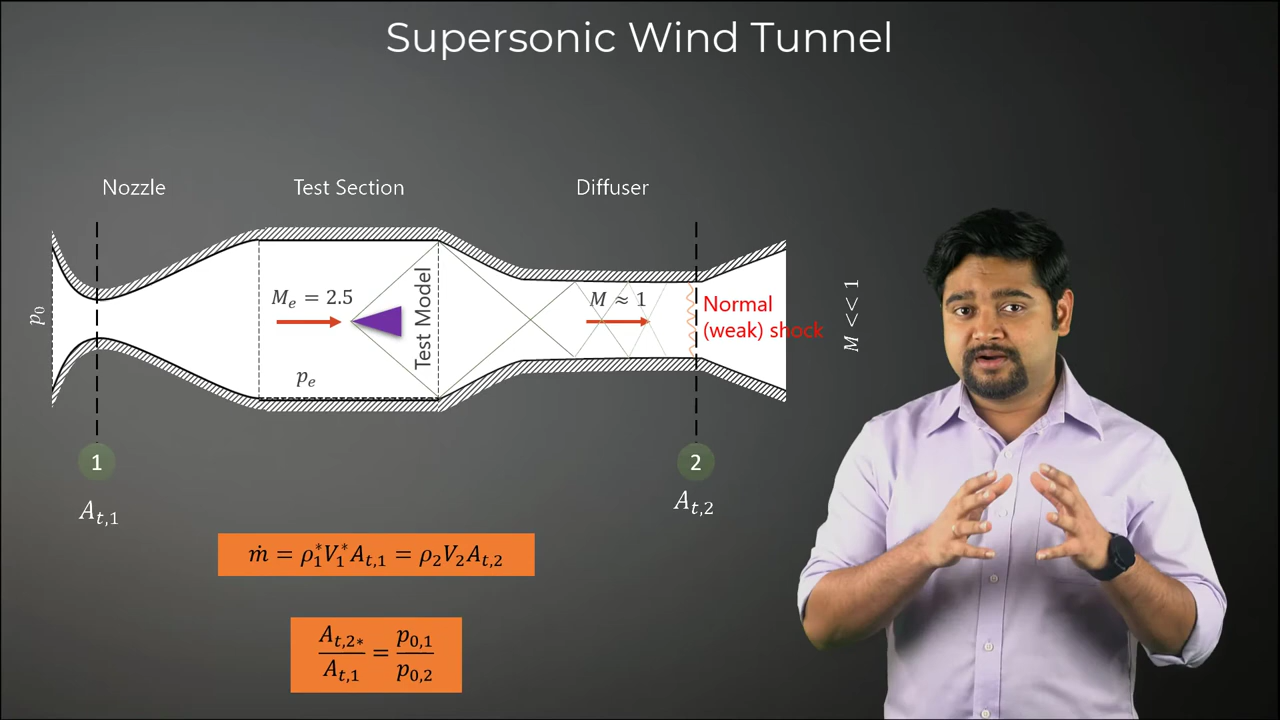 Supersonic Wind Tunnel
Nozzle
Test Section
Diffuser
p₀
Mₑ = 2.5
pₑ
Test Model
M ≈ 1
Normal
(weak) shock
M << 1
1
2
Aₜ,₁
Aₜ,₂
ṁ = ρ₁*V₁*Aₜ,₁ = ρ₂V₂Aₜ,₂
Aₜ,₂* / Aₜ,₁ = p₀,₁ / p₀,₂